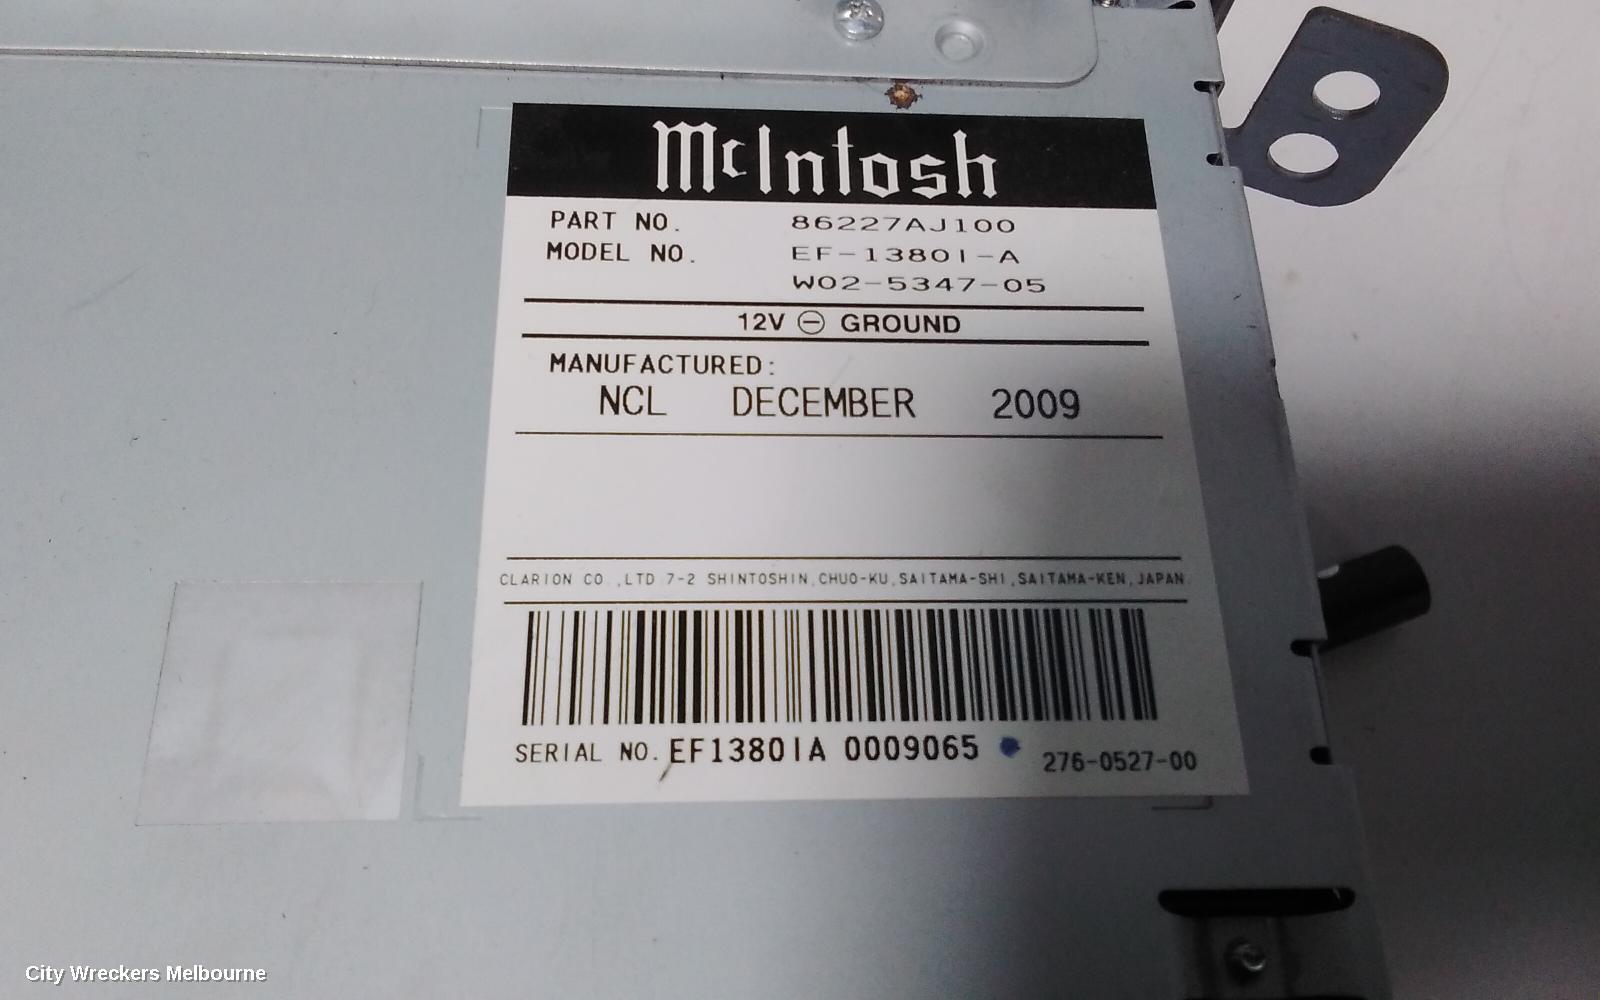 McIntosh
PART NO. 86227AJ100
MODEL NO. EF-1380I-A
W02-5347-05
12V ⊖ GROUND
MANUFACTURED:
NCL DECEMBER 2009
CLARION CO.,LTD 7-2 SHINTOSHIN,CHUO-KU,SAITAMA-SHI,SAITAMA-KEN,JAPAN
SERIAL NO. EF1380IA 0009065 276-0527-00
City Wreckers Melbourne